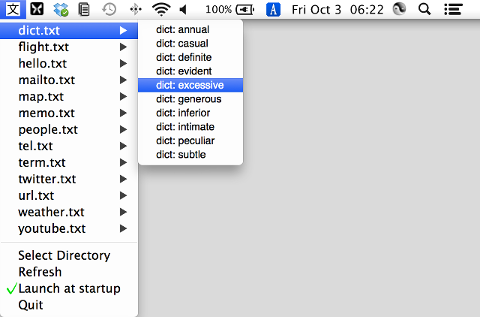 文 100% A Fri Oct 3 06:22
dict.txt
flight.txt
hello.txt
mailto.txt
map.txt
memo.txt
people.txt
tel.txt
term.txt
twitter.txt
url.txt
weather.txt
youtube.txt
Select Directory
Refresh
Launch at startup
Quit
dict: annual
dict: casual
dict: definite
dict: evident
dict: excessive
dict: generous
dict: inferior
dict: intimate
dict: peculiar
dict: subtle